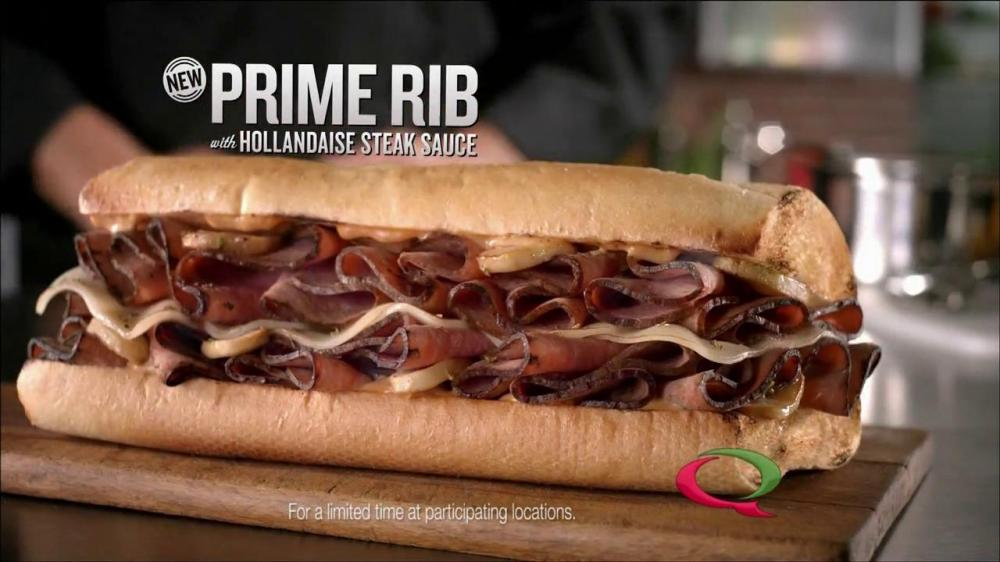 NEW PRIME RIB
with HOLLANDAISE STEAK SAUCE
Q
For a limited time at participating locations.